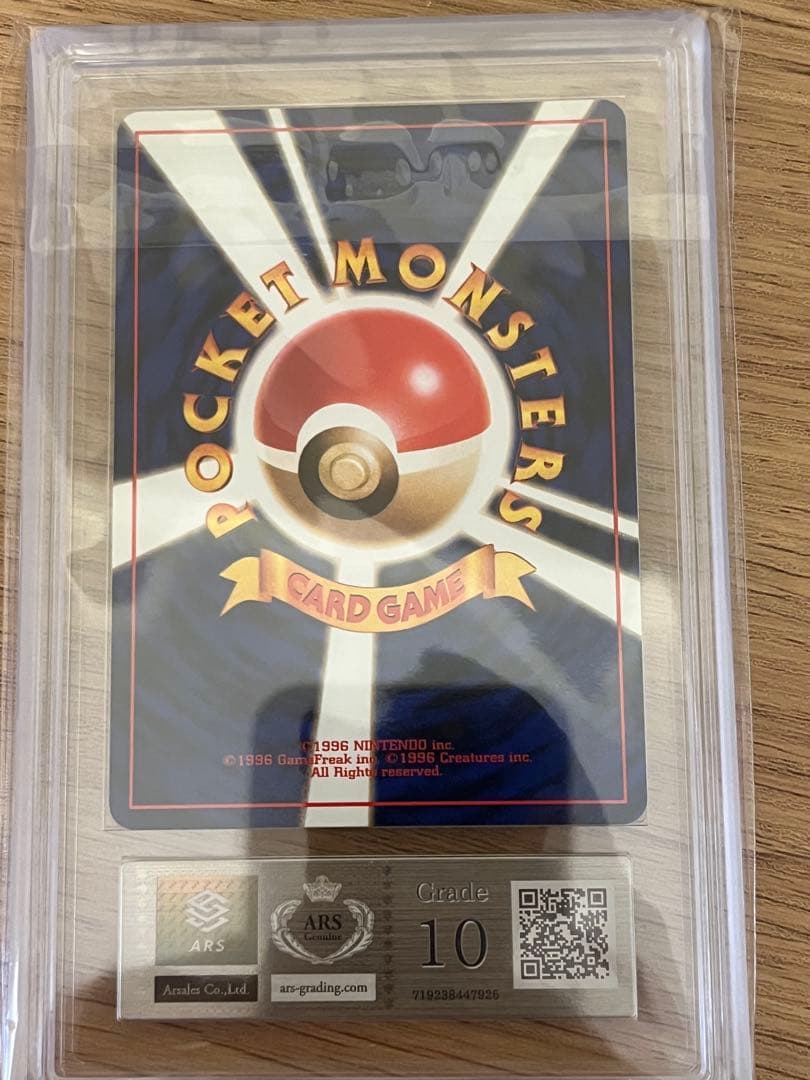 POCKET MONSTERS
CARD GAME
©1996 NINTENDO inc.
©1996 GameFreak inc. ©1996 Creatures inc.
All Rights reserved.
ARS
Arsales Co.,Ltd.
ARS
Genuine
ars-grading.com
Grade
10
719238447926